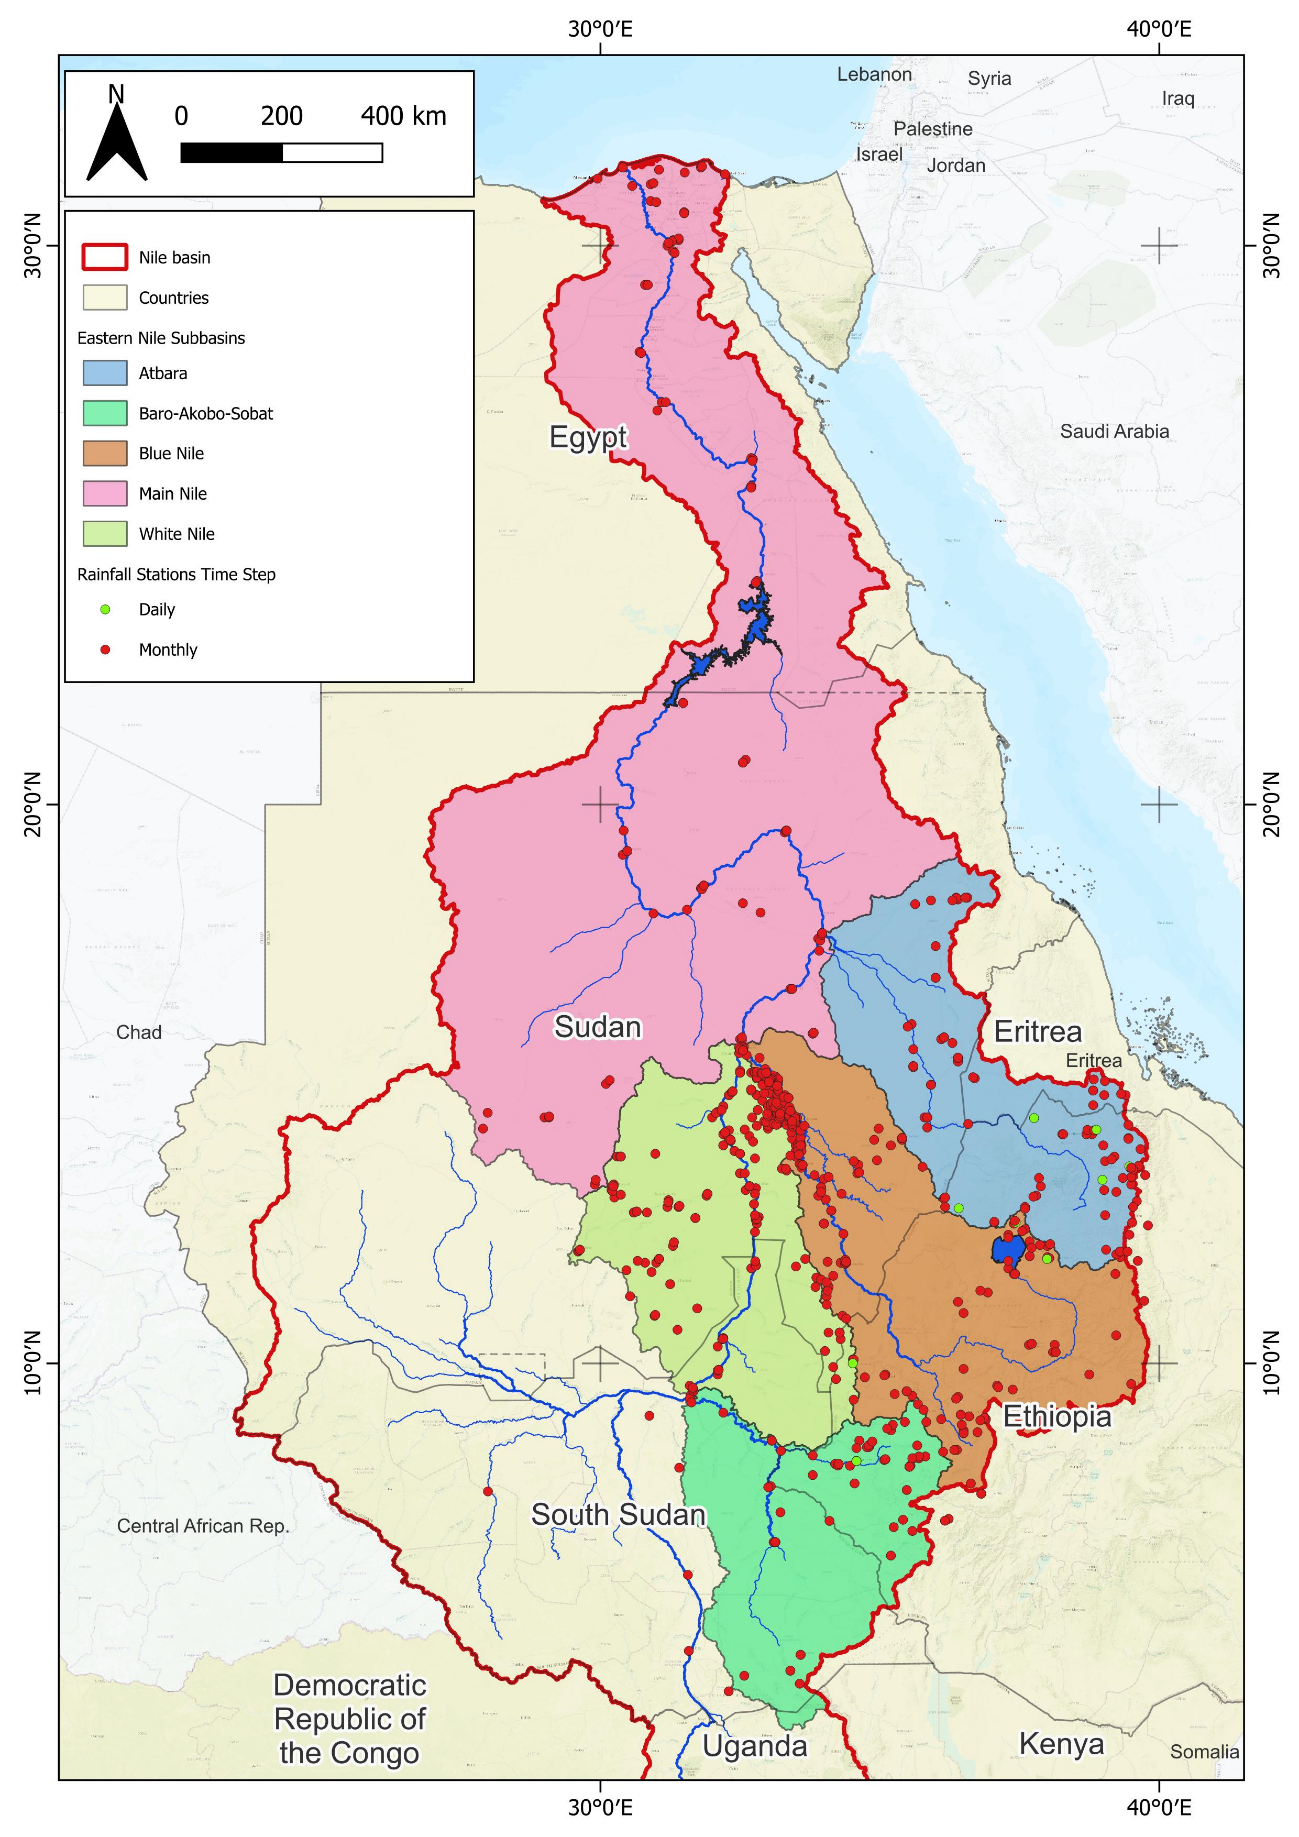 30°0′E
40°0′E
N
0 200 400 km
Nile basin
Countries
Eastern Nile Subbasins
Atbara
Baro-Akobo-Sobat
Blue Nile
Main Nile
White Nile
Rainfall Stations Time Step
Daily
Monthly
Lebanon
Syria
Iraq
Palestine
Israel
Jordan
30°0′N
30°0′N
Saudi Arabia
Egypt
20°0′N
20°0′N
Sudan
Chad
Eritrea
Eritrea
10°0′N
10°0′N
Ethiopia
South Sudan
Central African Rep.
Democratic
Republic of
the Congo
Uganda
Kenya
Somalia
30°0′E
40°0′E